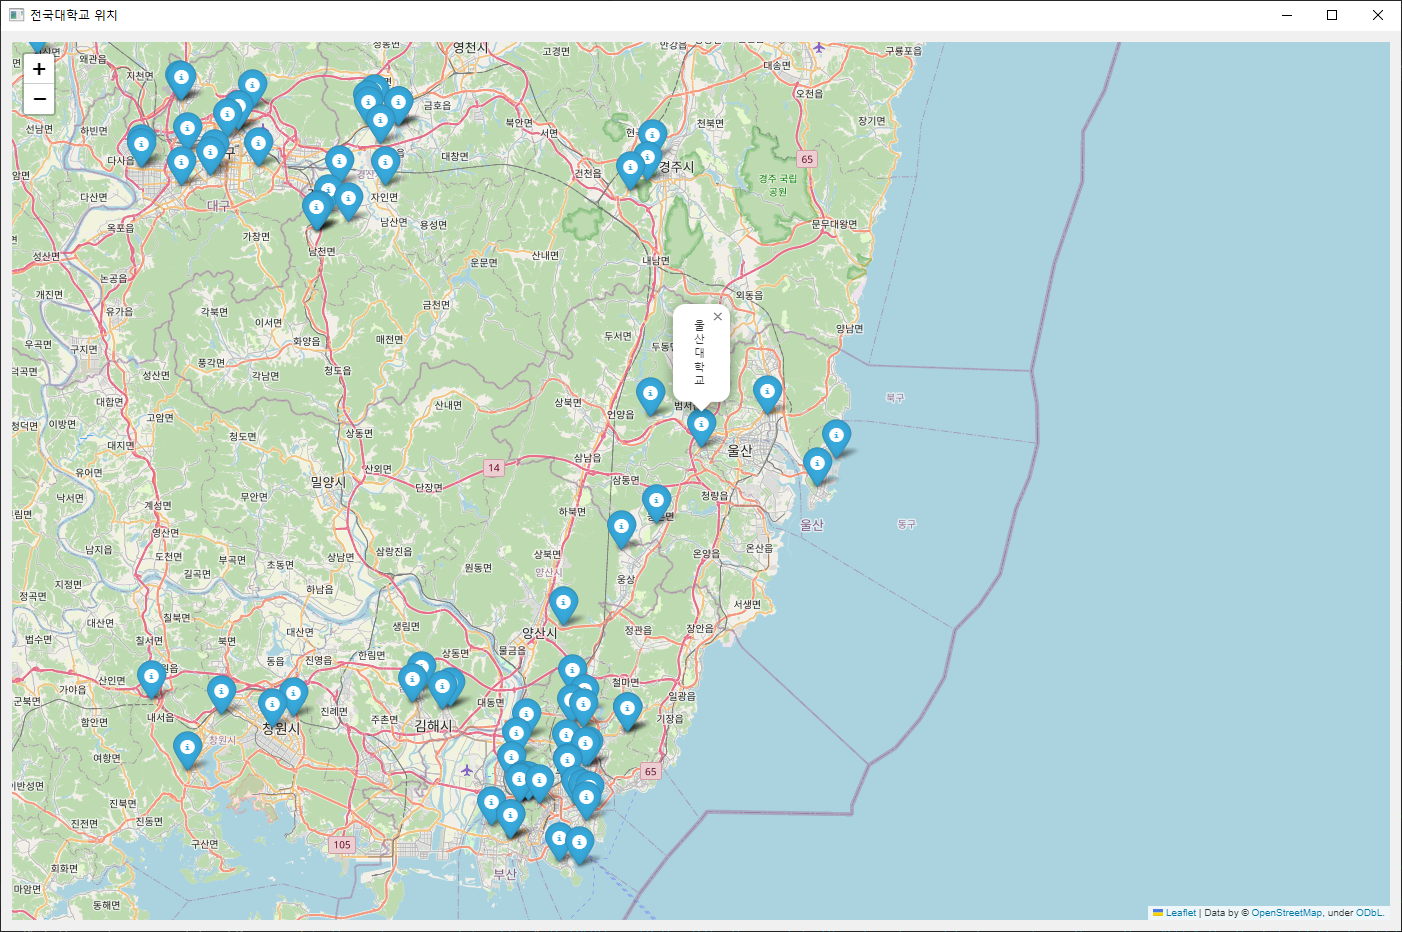 전국대학교 위치
+
−
왜관읍
지천면
영천시
고경면
안강읍
대송면
구룡포읍
오천읍
선남면
하빈면
금호읍
북안면
서면
천북면
장기면
65
다사읍
대창면
건천읍
경주시
경주 국립
공원
다산면
대구
자인면
옥포읍
남산면
용성면
문무대왕면
가창면
성산면
남천면
산내면
내남면
운문면
논공읍
개진면
외동읍
유가읍
각북면
이서면
금천면
우곡면
구지면
화양읍
매천면
두서면
양남면
울
산
대
학
교
풍각면
덕곡면
성산면
각남면
청도읍
대합면
산내면
상북면
언양읍
북구
고암면
이방면
청도면
상동면
울산
대지면
삼남읍
14
산외면
유어면
밀양시
단장면
삼동면
무안면
청량읍
낙서면
계성면
하북면
울산
동구
영산면
남지읍
도천면
부곡면
상남면
삼랑진읍
상북면
온양읍
온산읍
길곡면
초동면
원동면
양산시
웅상
지정면
하남읍
정곡면
서생면
대산면
칠북면
생림면
양산시
정관읍
장안읍
법수면
칠서면
북면
대산면
한림면
상동면
물금읍
동읍
진영읍
산인면
가야읍
철마면
일광읍
군북면
내서읍
진례면
주촌면
대동면
기장읍
함안면
창원시
김해시
창원시
여항면
65
진북면
진전면
진동면
구산면
105
부산
회화면
동해면
Leaflet | Data by © OpenStreetMap, under ODbL.